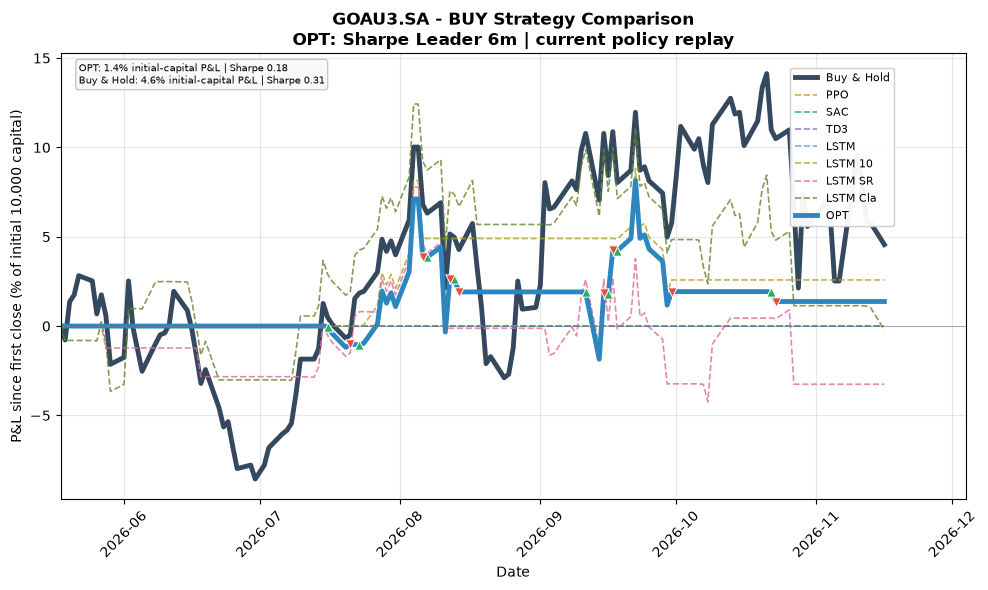 GOAU3.SA - BUY Strategy Comparison
OPT: Sharpe Leader 6m | current policy replay
OPT: 1.4% initial-capital P&L | Sharpe 0.18
Buy & Hold: 4.6% initial-capital P&L | Sharpe 0.31
Buy & Hold
PPO
SAC
TD3
LSTM
LSTM 10
LSTM SR
LSTM Cla
OPT
P&L since first close (% of initial 10,000 capital)
15
10
5
0
−5
2026-06
2026-07
2026-08
2026-09
2026-10
2026-11
2026-12
Date